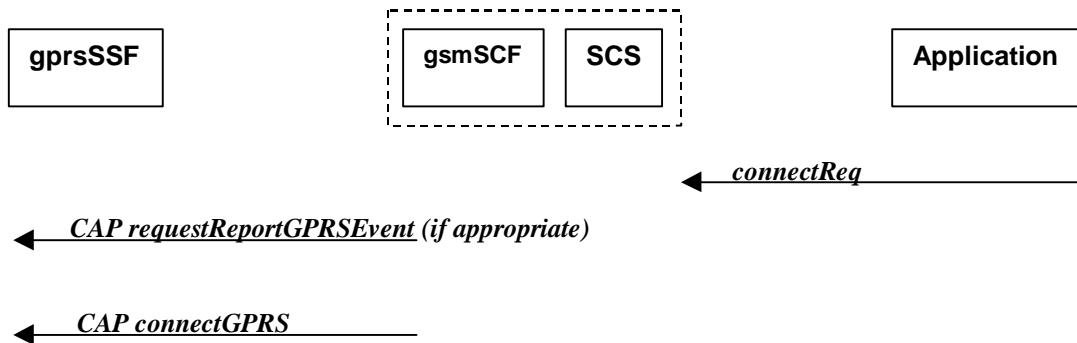 gprsSSF
gsmSCF
SCS
Application
connectReq
CAP requestReportGPRSEvent (if appropriate)
CAP connectGPRS